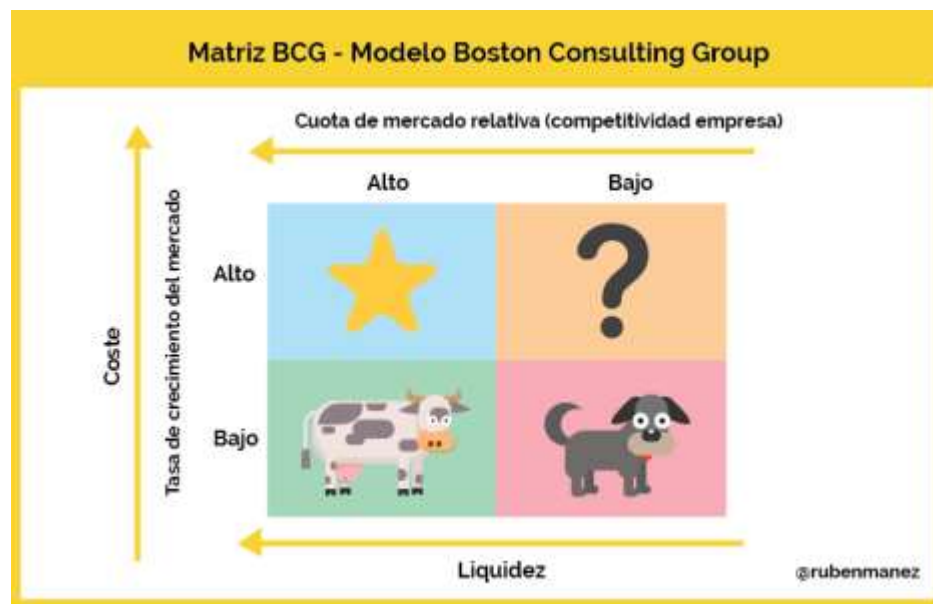 Matriz BCG - Modelo Boston Consulting Group
Cuota de mercado relativa (competitividad empresa)
Alto
Bajo
Coste
Tasa de crecimiento del mercado
Alto
?
Bajo
Liquidez
@rubenmanez